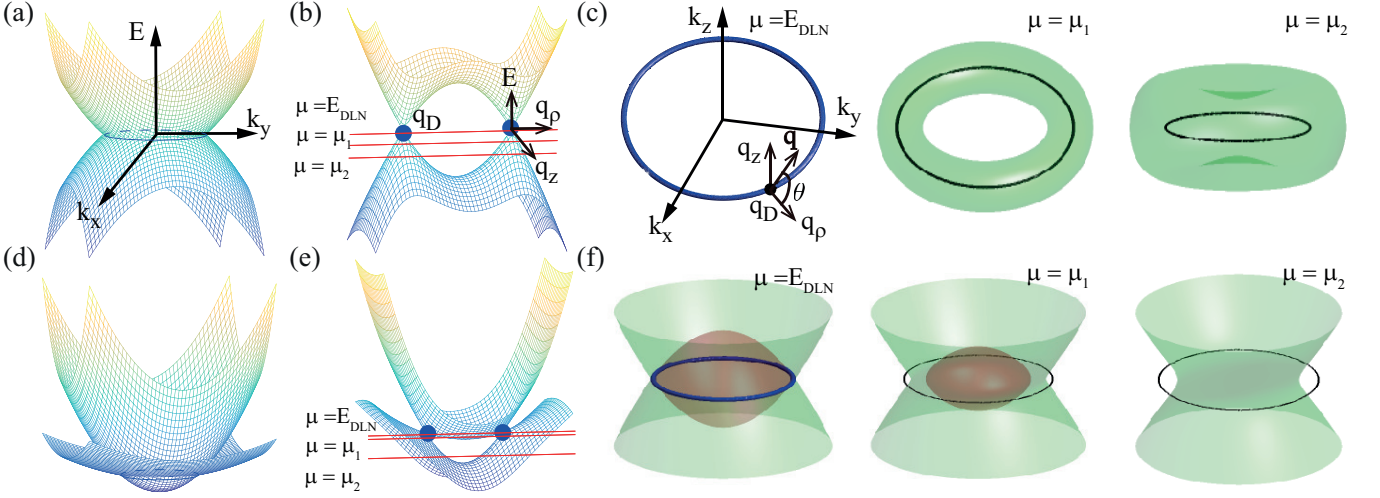 (a)
E
k_y
k_x
(b)
E
μ =E_DLN
μ = μ_1
μ = μ_2
q_D
q_ρ
q_z
(c)
k_z
μ =E_DLN
k_y
k_x
q_z
q
θ
q_D
q_ρ
μ = μ_1
μ = μ_2
(d)
(e)
μ =E_DLN
μ = μ_1
μ = μ_2
(f)
μ =E_DLN
μ = μ_1
μ = μ_2